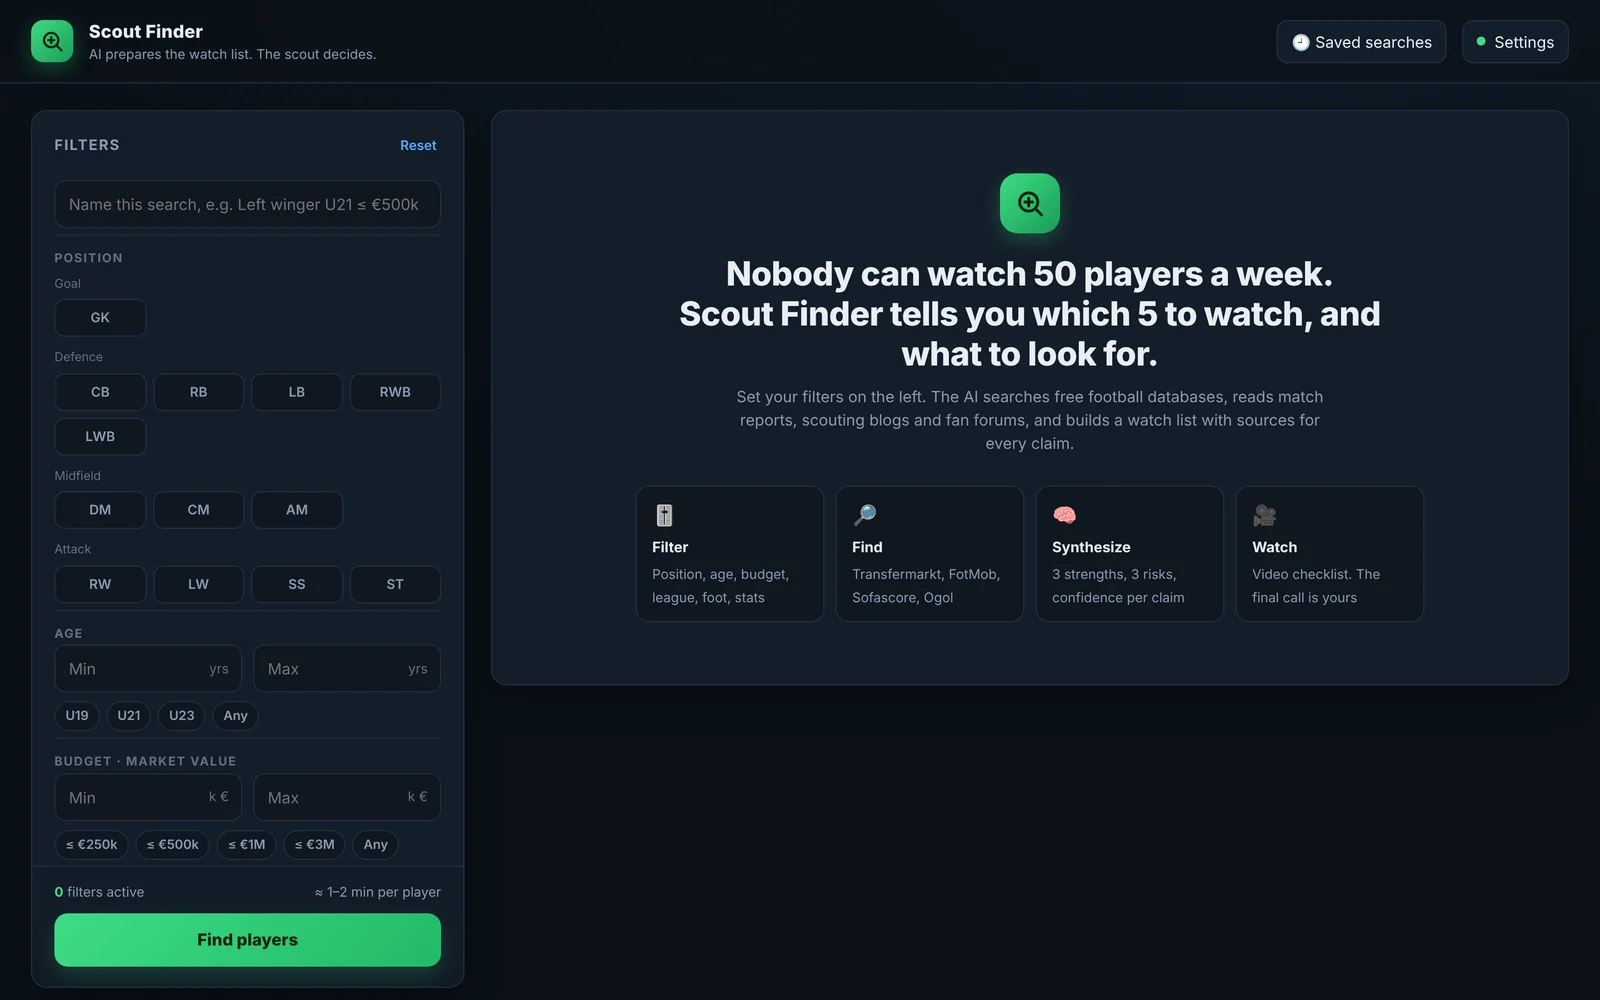 Scout Finder
AI prepares the watch list. The scout decides.
Saved searches
Settings
FILTERS
Reset
Name this search, e.g. Left winger U21 ≤ €500k
POSITION
Goal
GK
Defence
CB
RB
LB
RWB
LWB
Midfield
DM
CM
AM
Attack
RW
LW
SS
ST
AGE
Min
yrs
Max
yrs
U19
U21
U23
Any
BUDGET · MARKET VALUE
Min
k €
Max
k €
≤ €250k
≤ €500k
≤ €1M
≤ €3M
Any
0 filters active
≈ 1–2 min per player
Find players
Nobody can watch 50 players a week.
Scout Finder tells you which 5 to watch, and
what to look for.
Set your filters on the left. The AI searches free football databases, reads match
reports, scouting blogs and fan forums, and builds a watch list with sources for
every claim.
Filter
Position, age, budget,
league, foot, stats
Find
Transfermarkt, FotMob,
Sofascore, Ogol
Synthesize
3 strengths, 3 risks,
confidence per claim
Watch
Video checklist. The
final call is yours